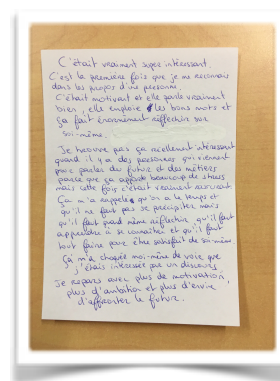 C'était vraiment super intéressant.
C'est la première fois que je me reconnais
dans les propos d'une personne.
C'était motivant et elle parle vraiment
bien, elle emploie les bons mots et
ça fait énormément réfléchir sur
soi-même.
Je trouve pas ça excellement intéressant
quand il y a des personnes qui viennent
pour parler du futur et des métiers
parce que ça apporte beaucoup de stress
mais cette fois c'était vraiment
Ça m'a rappelé qu'on a le temps et
qu'il ne faut pas se précipiter mais
qu'il faut quand même réfléchir, qu'il faut
apprendre à se connaître et qu'il faut
tout faire pour être satisfait de soi-même.
Ça m'a choquée moi-même de voir que
j'étais intéressée par un discours.
Je repars avec plus de motivation,
plus d'ambition et plus d'envie
d'affronter le futur.